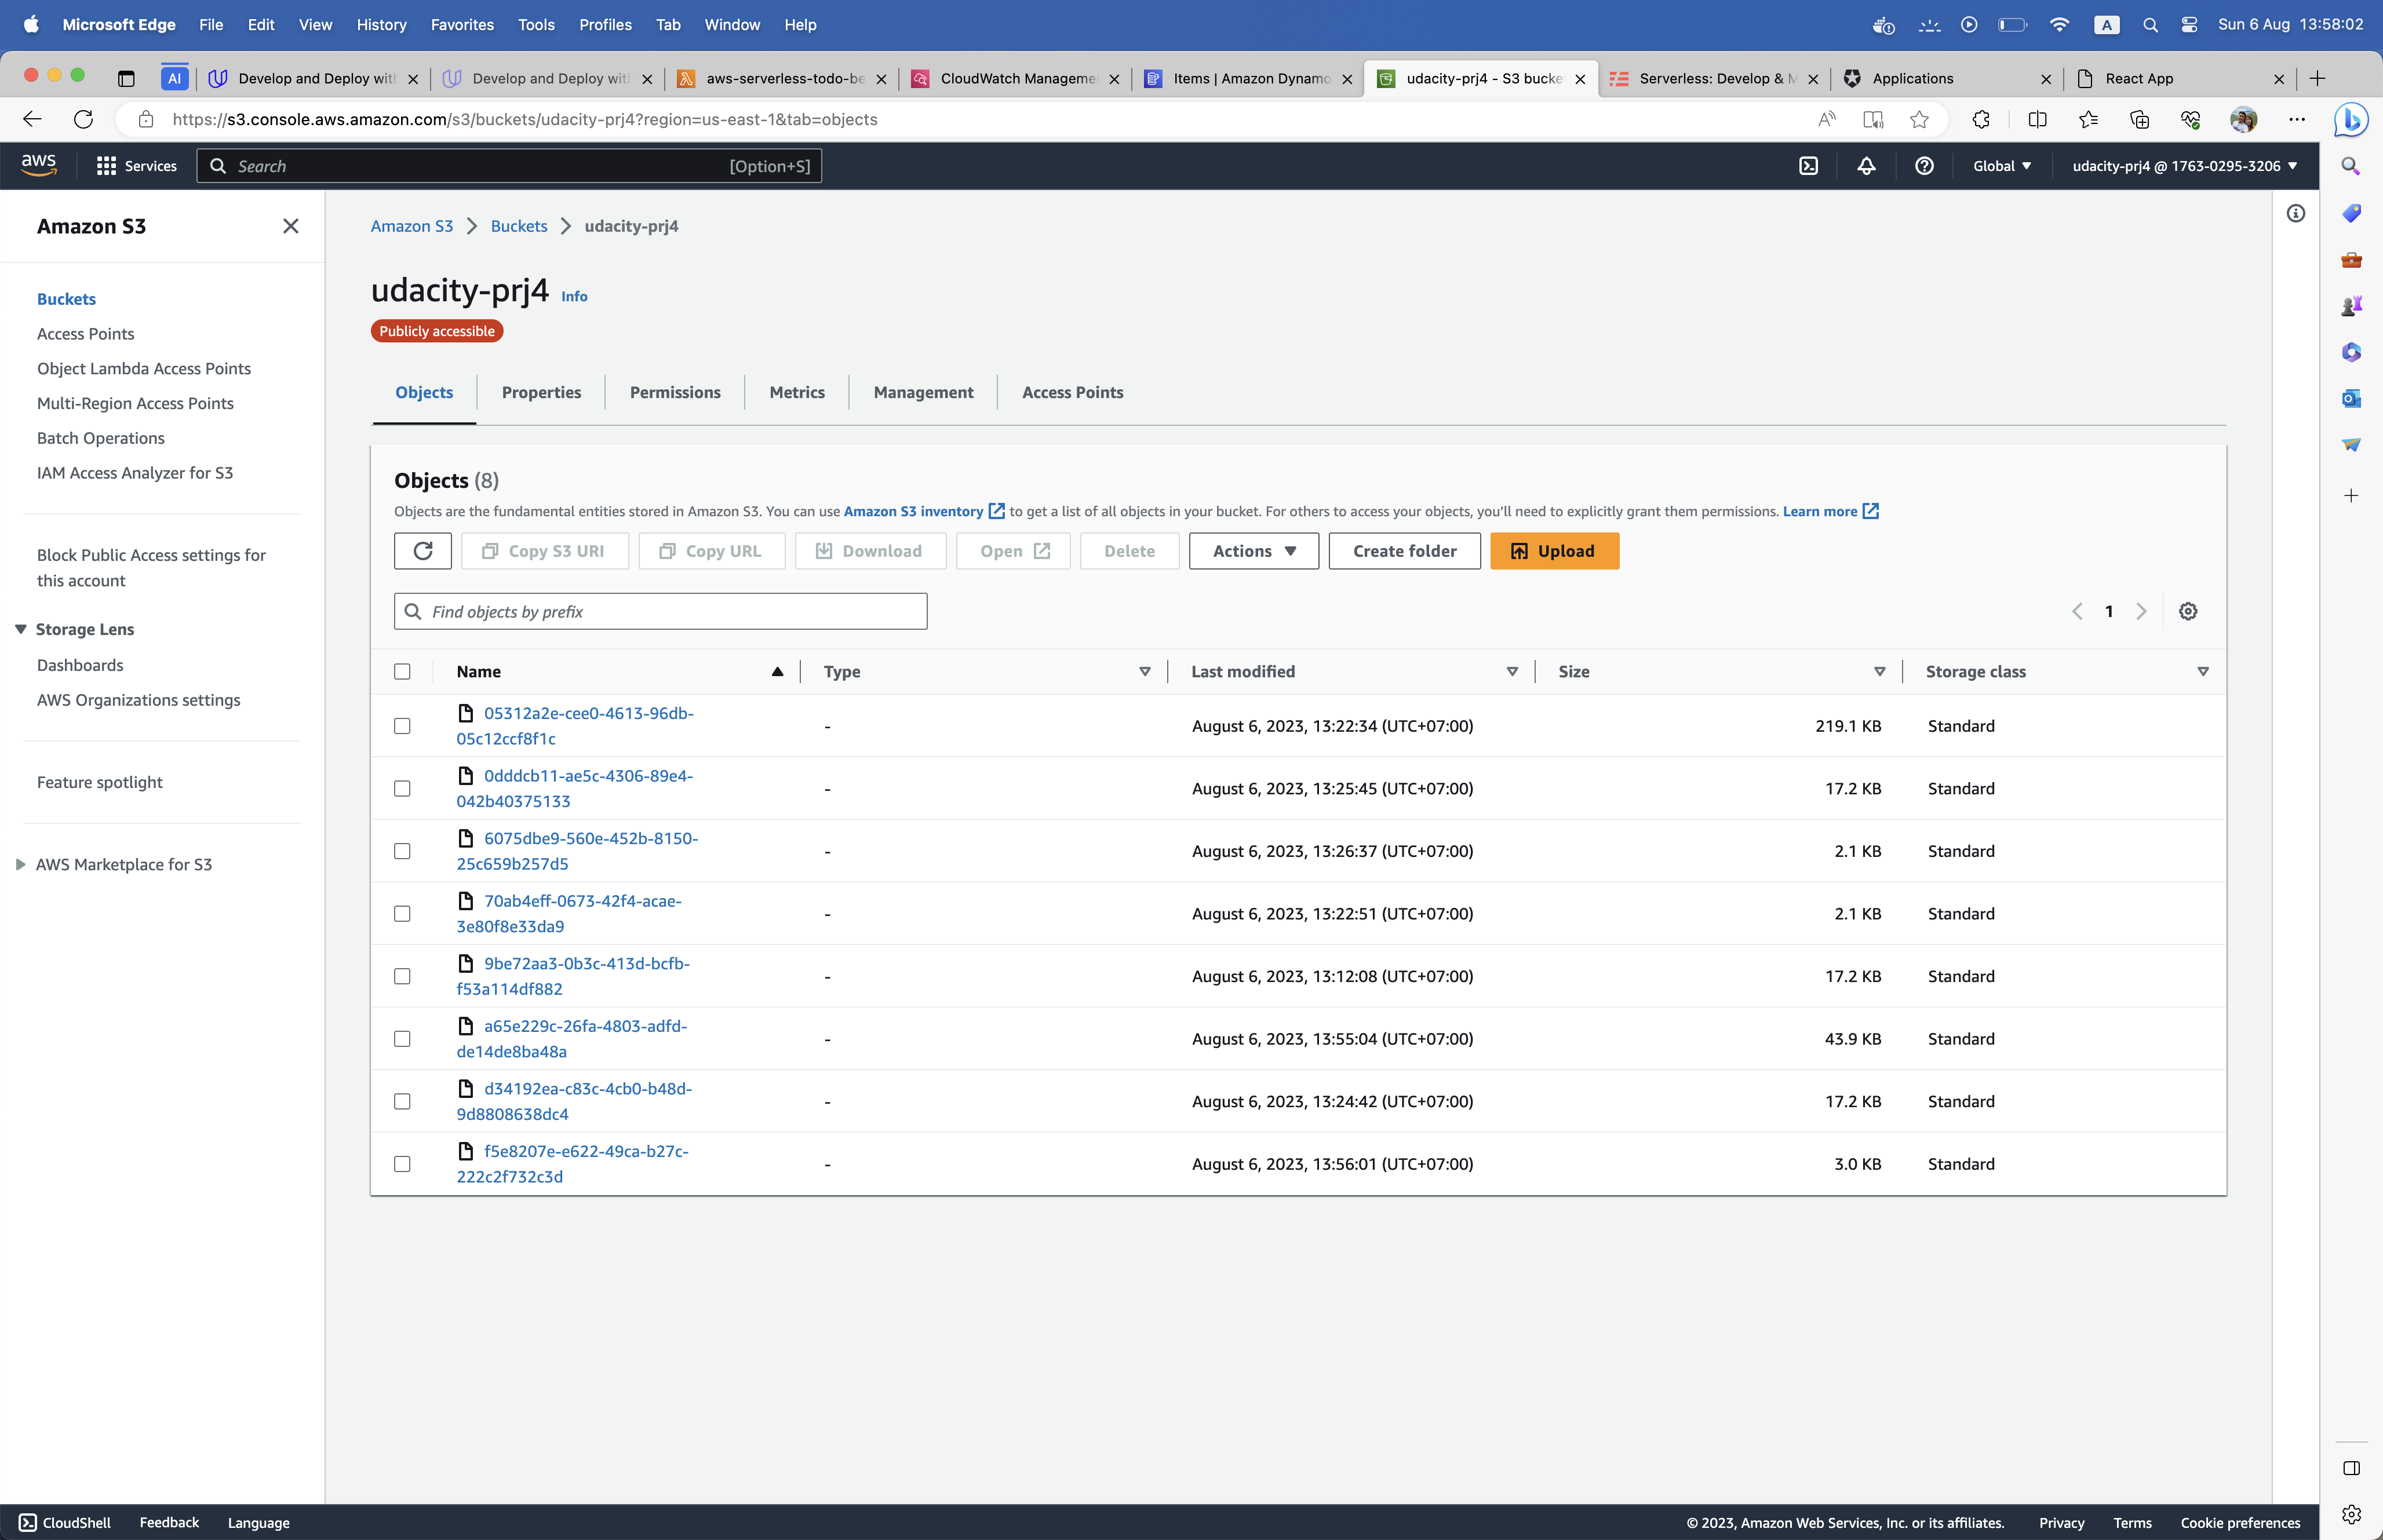 Microsoft Edge File Edit View History Favorites Tools Profiles Tab Window Help A Sun 6 Aug 13:58:02
AI Develop and Deploy with Develop and Deploy with aws-serverless-todo-be CloudWatch Manageme Items | Amazon Dynamo udacity-prj4 - S3 bucke Serverless: Develop & M Applications React App
https://s3.console.aws.amazon.com/s3/buckets/udacity-prj4?region=us-east-1&tab=objects
aws Services Search [Option+S] Global udacity-prj4 @ 1763-0295-3206
Amazon S3
Buckets
Access Points
Object Lambda Access Points
Multi-Region Access Points
Batch Operations
IAM Access Analyzer for S3
Block Public Access settings for
this account
Storage Lens
Dashboards
AWS Organizations settings
Feature spotlight
AWS Marketplace for S3
Amazon S3 Buckets udacity-prj4
udacity-prj4 Info
Publicly accessible
Objects Properties Permissions Metrics Management Access Points
Objects (8)
Objects are the fundamental entities stored in Amazon S3. You can use Amazon S3 inventory to get a list of all objects in your bucket. For others to access your objects, you'll need to explicitly grant them permissions. Learn more
Copy S3 URI Copy URL Download Open Delete Actions Create folder Upload
Find objects by prefix 1
Name Type Last modified Size Storage class
05312a2e-cee0-4613-96db-
05c12ccf8f1c - August 6, 2023, 13:22:34 (UTC+07:00) 219.1 KB Standard
0dddcb11-ae5c-4306-89e4-
042b40375133 - August 6, 2023, 13:25:45 (UTC+07:00) 17.2 KB Standard
6075dbe9-560e-452b-8150-
25c659b257d5 - August 6, 2023, 13:26:37 (UTC+07:00) 2.1 KB Standard
70ab4eff-0673-42f4-acae-
3e80f8e33da9 - August 6, 2023, 13:22:51 (UTC+07:00) 2.1 KB Standard
9be72aa3-0b3c-413d-bcfb-
f53a114df882 - August 6, 2023, 13:12:08 (UTC+07:00) 17.2 KB Standard
a65e229c-26fa-4803-adfd-
de14de8ba48a - August 6, 2023, 13:55:04 (UTC+07:00) 43.9 KB Standard
d34192ea-c83c-4cb0-b48d-
9d8808638dc4 - August 6, 2023, 13:24:42 (UTC+07:00) 17.2 KB Standard
f5e8207e-e622-49ca-b27c-
222c2f732c3d - August 6, 2023, 13:56:01 (UTC+07:00) 3.0 KB Standard
CloudShell Feedback Language © 2023, Amazon Web Services, Inc. or its affiliates. Privacy Terms Cookie preferences